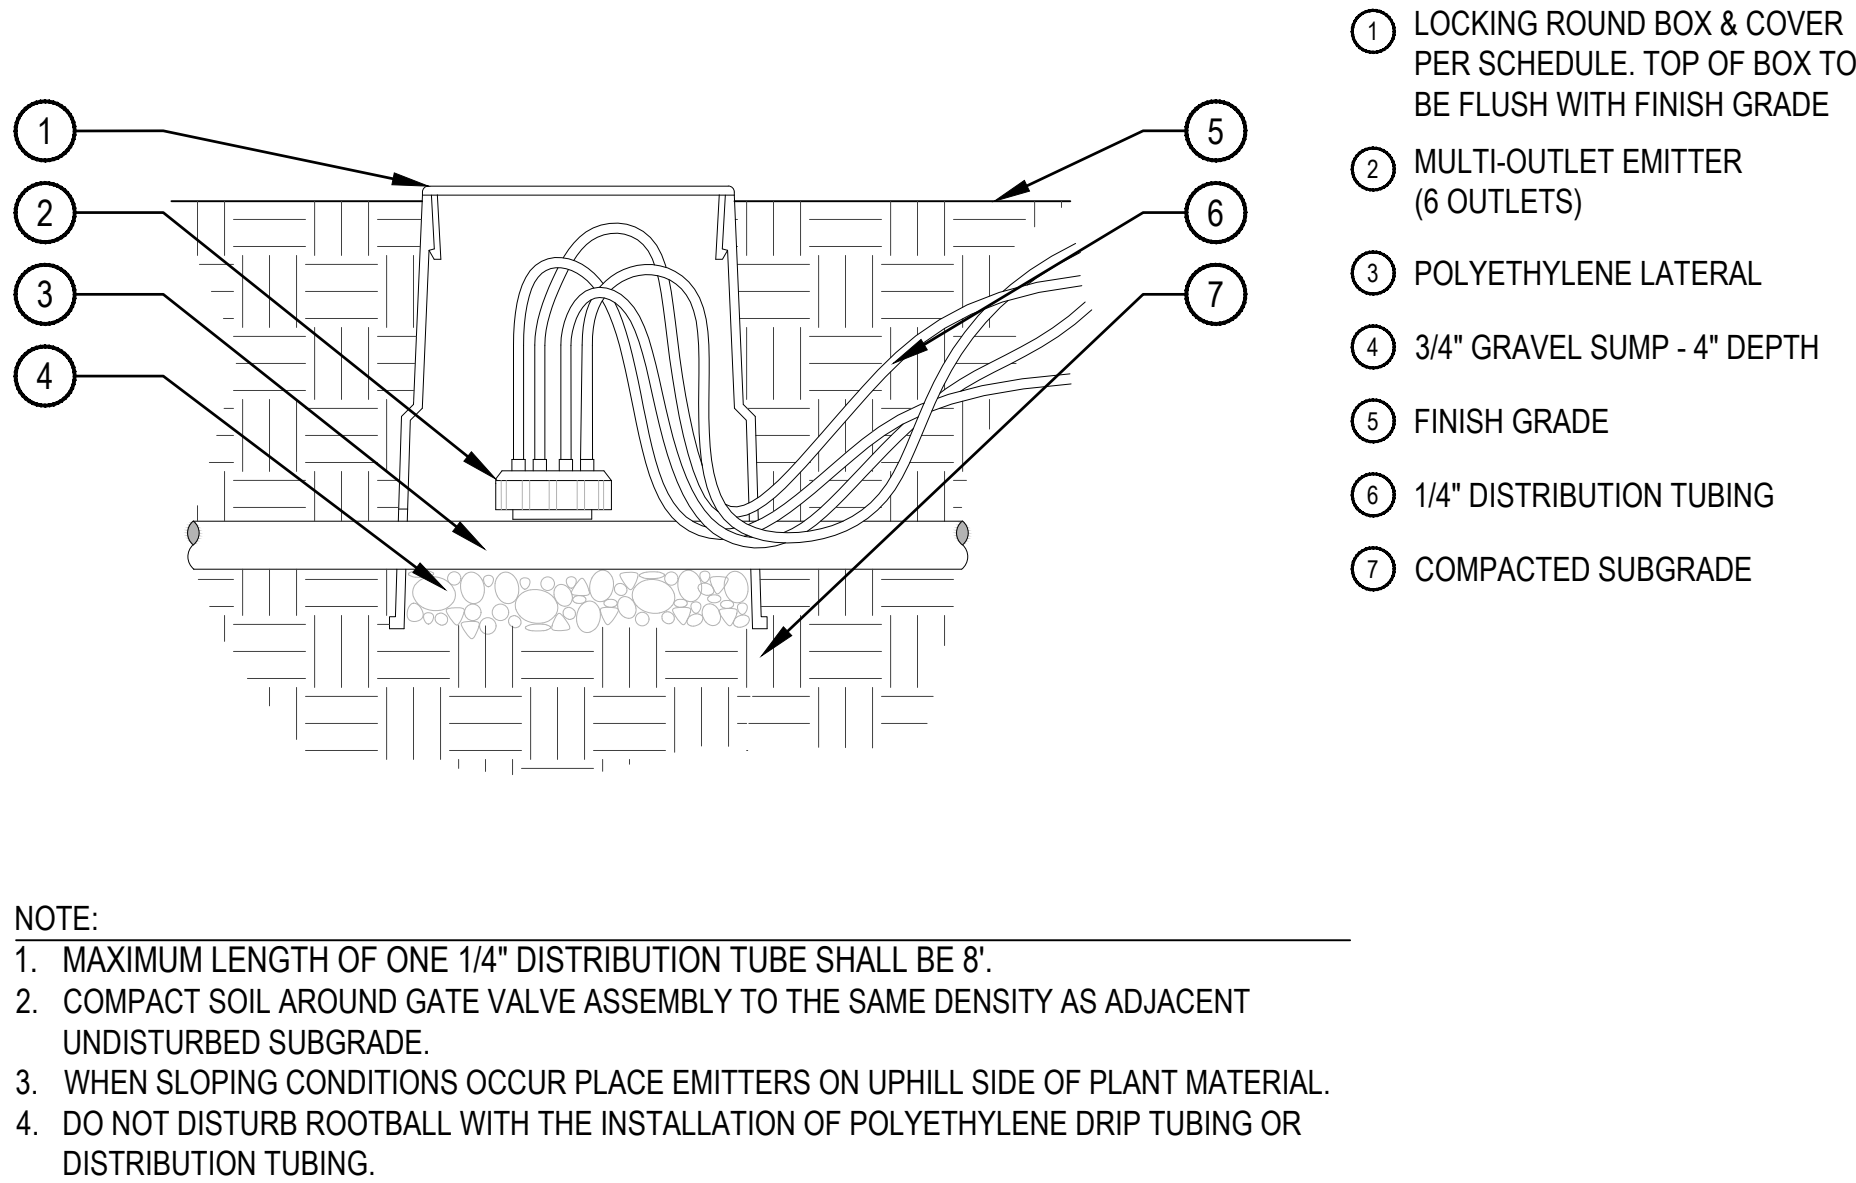 1 LOCKING ROUND BOX & COVER
PER SCHEDULE. TOP OF BOX TO
BE FLUSH WITH FINISH GRADE
2 MULTI-OUTLET EMITTER
(6 OUTLETS)
3 POLYETHYLENE LATERAL
4 3/4" GRAVEL SUMP - 4" DEPTH
5 FINISH GRADE
6 1/4" DISTRIBUTION TUBING
7 COMPACTED SUBGRADE
1
2
3
4
5
6
7
NOTE:
1. MAXIMUM LENGTH OF ONE 1/4" DISTRIBUTION TUBE SHALL BE 8'.
2. COMPACT SOIL AROUND GATE VALVE ASSEMBLY TO THE SAME DENSITY AS ADJACENT
UNDISTURBED SUBGRADE.
3. WHEN SLOPING CONDITIONS OCCUR PLACE EMITTERS ON UPHILL SIDE OF PLANT MATERIAL.
4. DO NOT DISTURB ROOTBALL WITH THE INSTALLATION OF POLYETHYLENE DRIP TUBING OR
DISTRIBUTION TUBING.